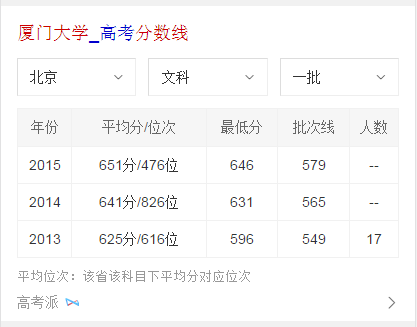 厦门大学_高考分数线
北京 文科 一批
年份 平均分/位次 最低分 批次线 人数
2015 651分/476位 646 579 --
2014 641分/826位 631 565 --
2013 625分/616位 596 549 17
平均位次：该省该科目下平均分对应位次
高考派